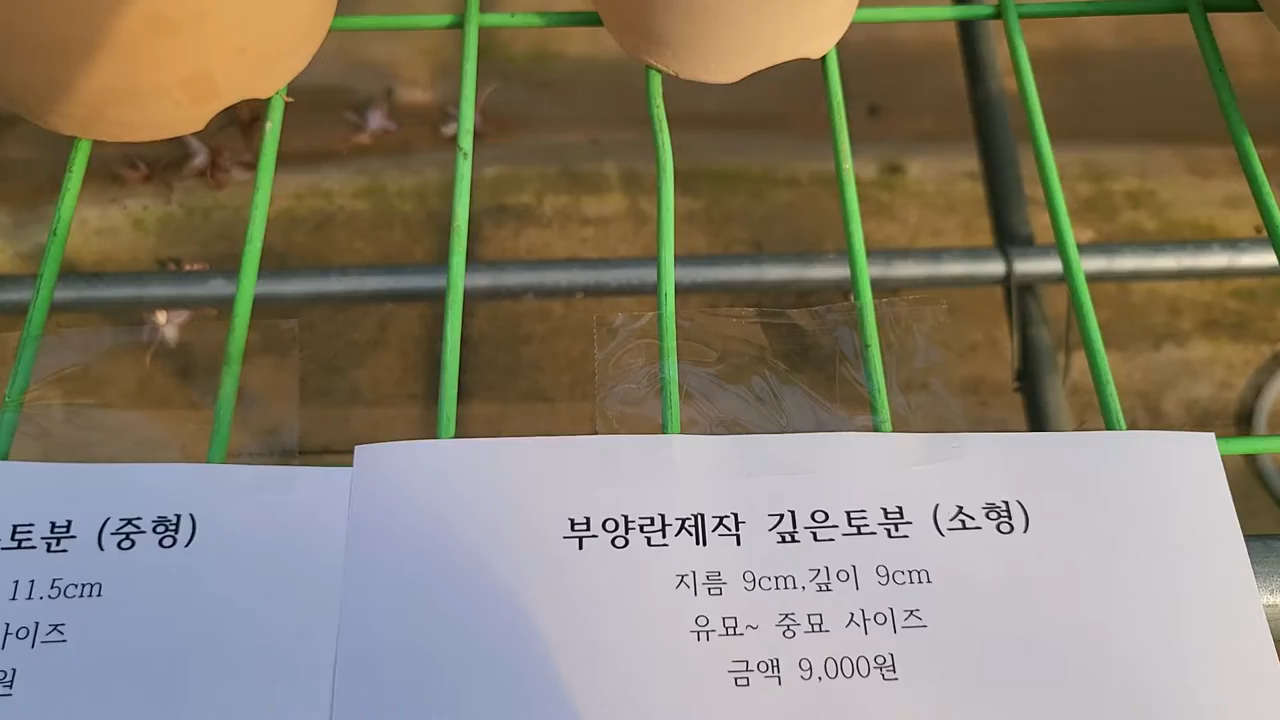 토분 (중형)
11.5cm
사이즈
원
부양란제작 깊은토분 (소형)
지름 9cm,깊이 9cm
유묘~ 중묘 사이즈
금액 9,000원